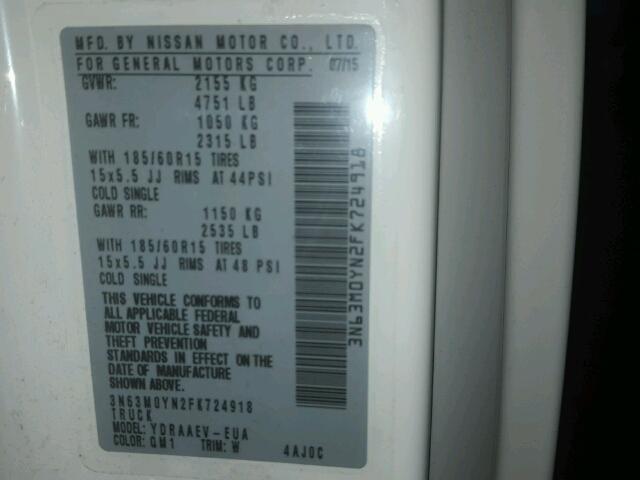 MFD. BY NISSAN MOTOR CO., LTD.
FOR GENERAL MOTORS CORP. 07/15
GVWR: 2155 KG
4751 LB
GAWR FR: 1050 KG
2315 LB
WITH 185/60R15 TIRES
15x5.5 JJ RIMS AT 44PSI
COLD SINGLE
GAWR RR: 1150 KG
2535 LB
WITH 185/60R15 TIRES
15x5.5 JJ RIMS AT 48 PSI
COLD SINGLE
THIS VEHICLE CONFORMS TO
ALL APPLICABLE FEDERAL
MOTOR VEHICLE SAFETY AND
THEFT PREVENTION
STANDARDS IN EFFECT ON THE
DATE OF MANUFACTURE
SHOWN ABOVE.
3N63M0YN2FK724918
TRUCK
MODEL: YDRAAEV-EUA
COLOR: QM1 TRIM: W 4AJ0C
3N63M0YN2FK724918